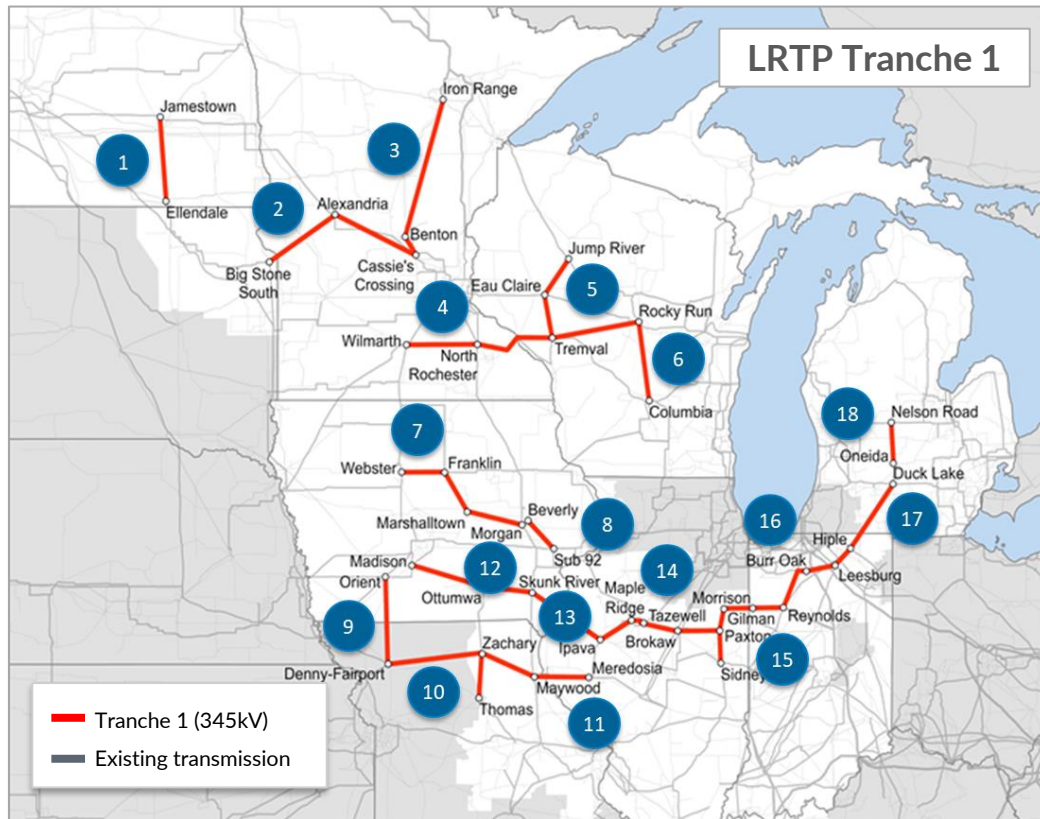 LRTP Tranche 1
Iron Range
Jamestown
3
1
2
Alexandria
Ellendale
Benton
Jump River
Cassie's
Crossing
Big Stone
South
Eau Claire
5
4
Rocky Run
Wilmarth
North
Rochester
Tremval
6
Columbia
18
Nelson Road
7
Oneida
Webster
Franklin
Duck Lake
Marshalltown
Morgan
Beverly
8
16
17
Hiple
Sub 92
Burr Oak
Leesburg
Madison
Orient
12
14
Skunk River
Ottumwa
Maple
Ridge
Tazewell
Morrison
Gilman
Reynolds
13
9
Paxton
Brokaw
Ipava
Zachary
Sidney
15
Denny-Fairport
10
Meredosia
Maywood
Thomas
11
Tranche 1 (345kV)
Existing transmission